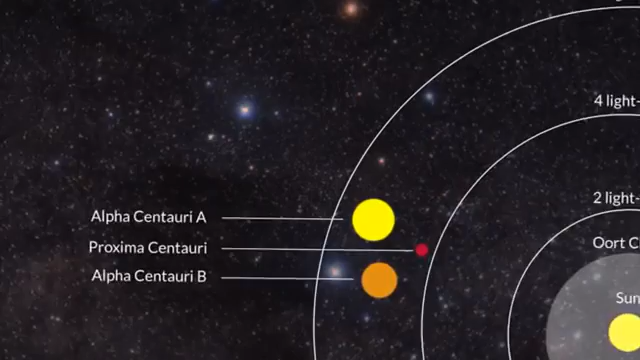 4 light-
2 light-
Alpha Centauri A
Proxima Centauri
Alpha Centauri B
Oort C
Sun